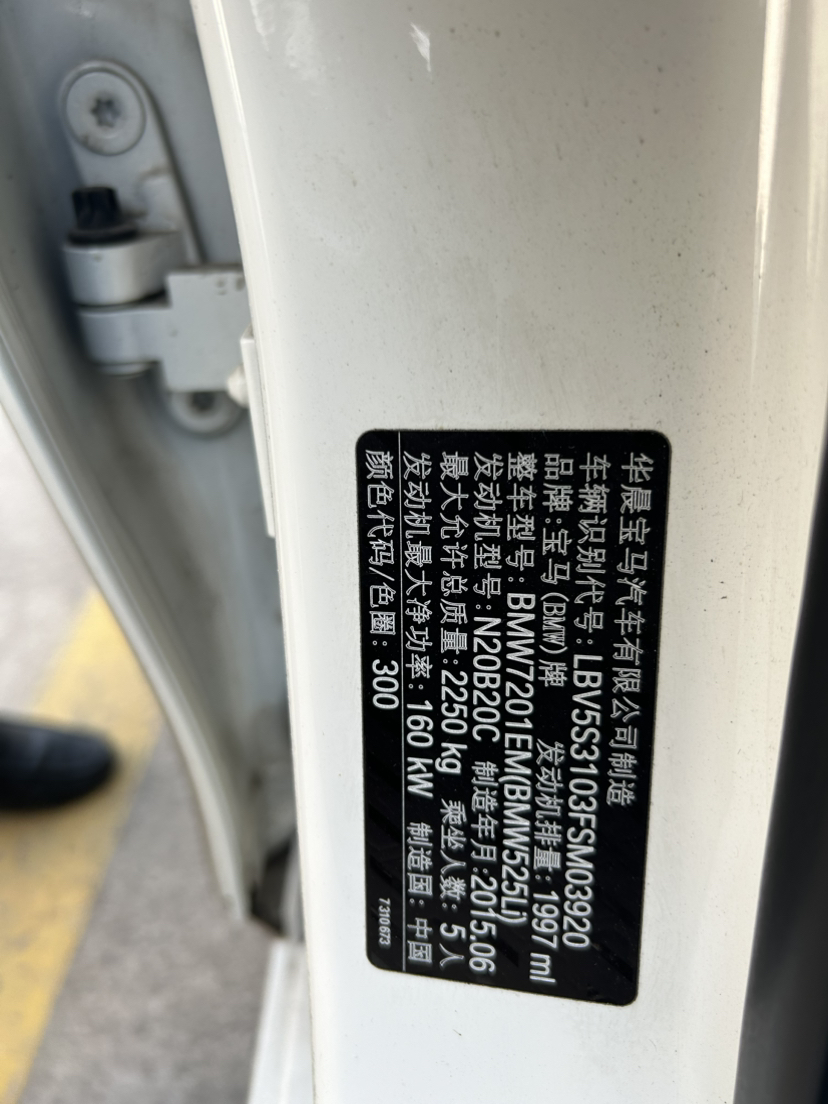 华晨宝马汽车有限公司制造
车辆识别代号：LBV5S3103FSM03920
品牌：宝马(BMW)牌 发动机排量：1997 ml
整车型号：BMW7201EM(BMW525Li)
发动机型号：N20B20C 制造年月：2015.06
最大允许总质量：2250 kg 乘坐人数：5 人
发动机最大净功率：160 kW 制造国：中国
颜色代码/色圈：300 7310673